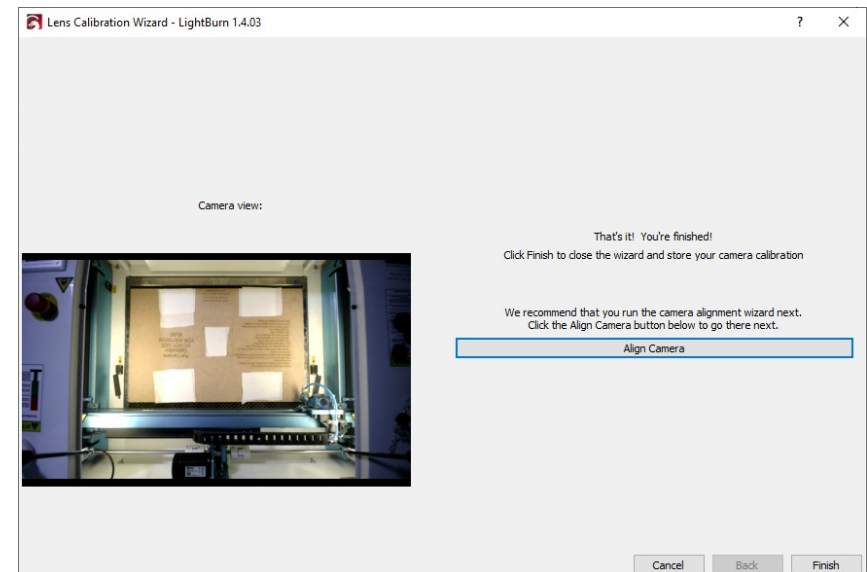 Lens Calibration Wizard - LightBurn 1.4.03
?
Camera view:
That's it! You're finished!
Click Finish to close the wizard and store your camera calibration
We recommend that you run the camera alignment wizard next.
Click the Align Camera button below to go there next.
Align Camera
Cancel
Back
Finish